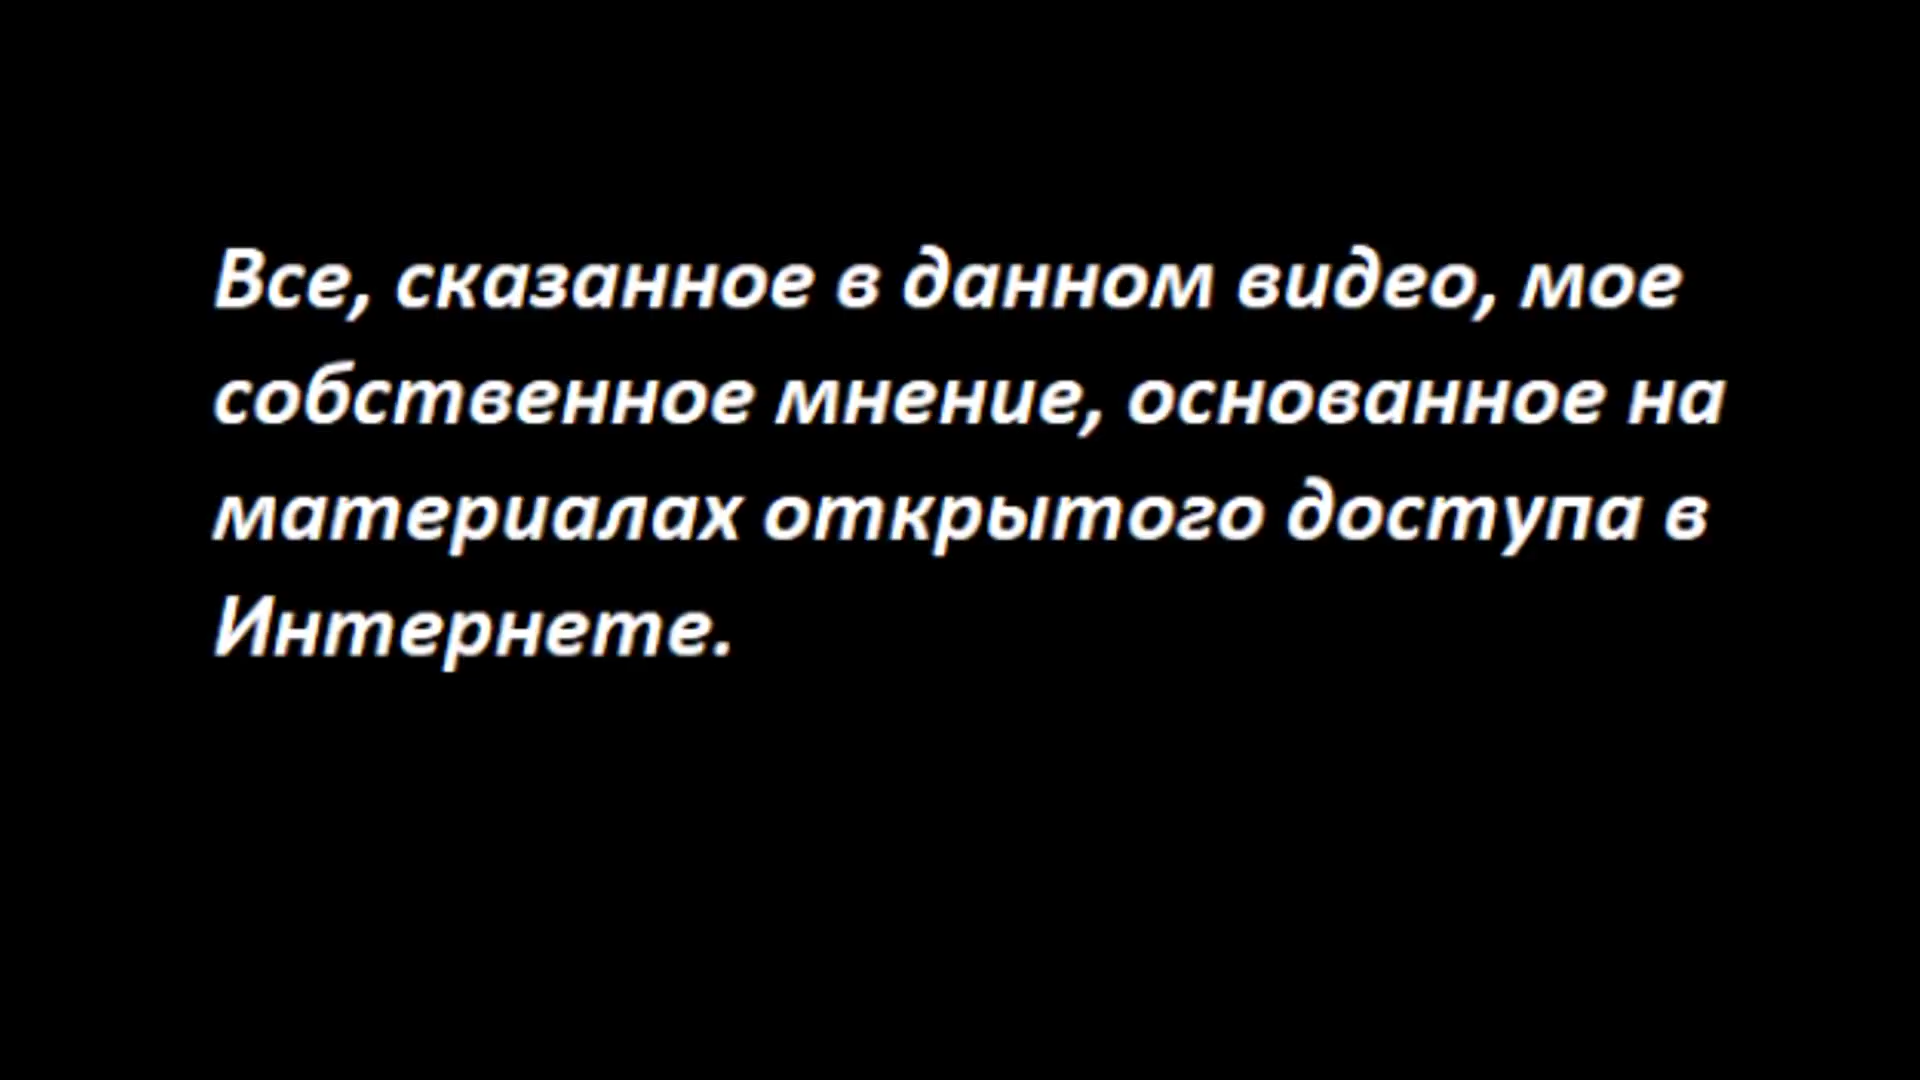 Все, сказанное в данном видео, мое
собственное мнение, основанное на
материалах открытого доступа в
Интернете.